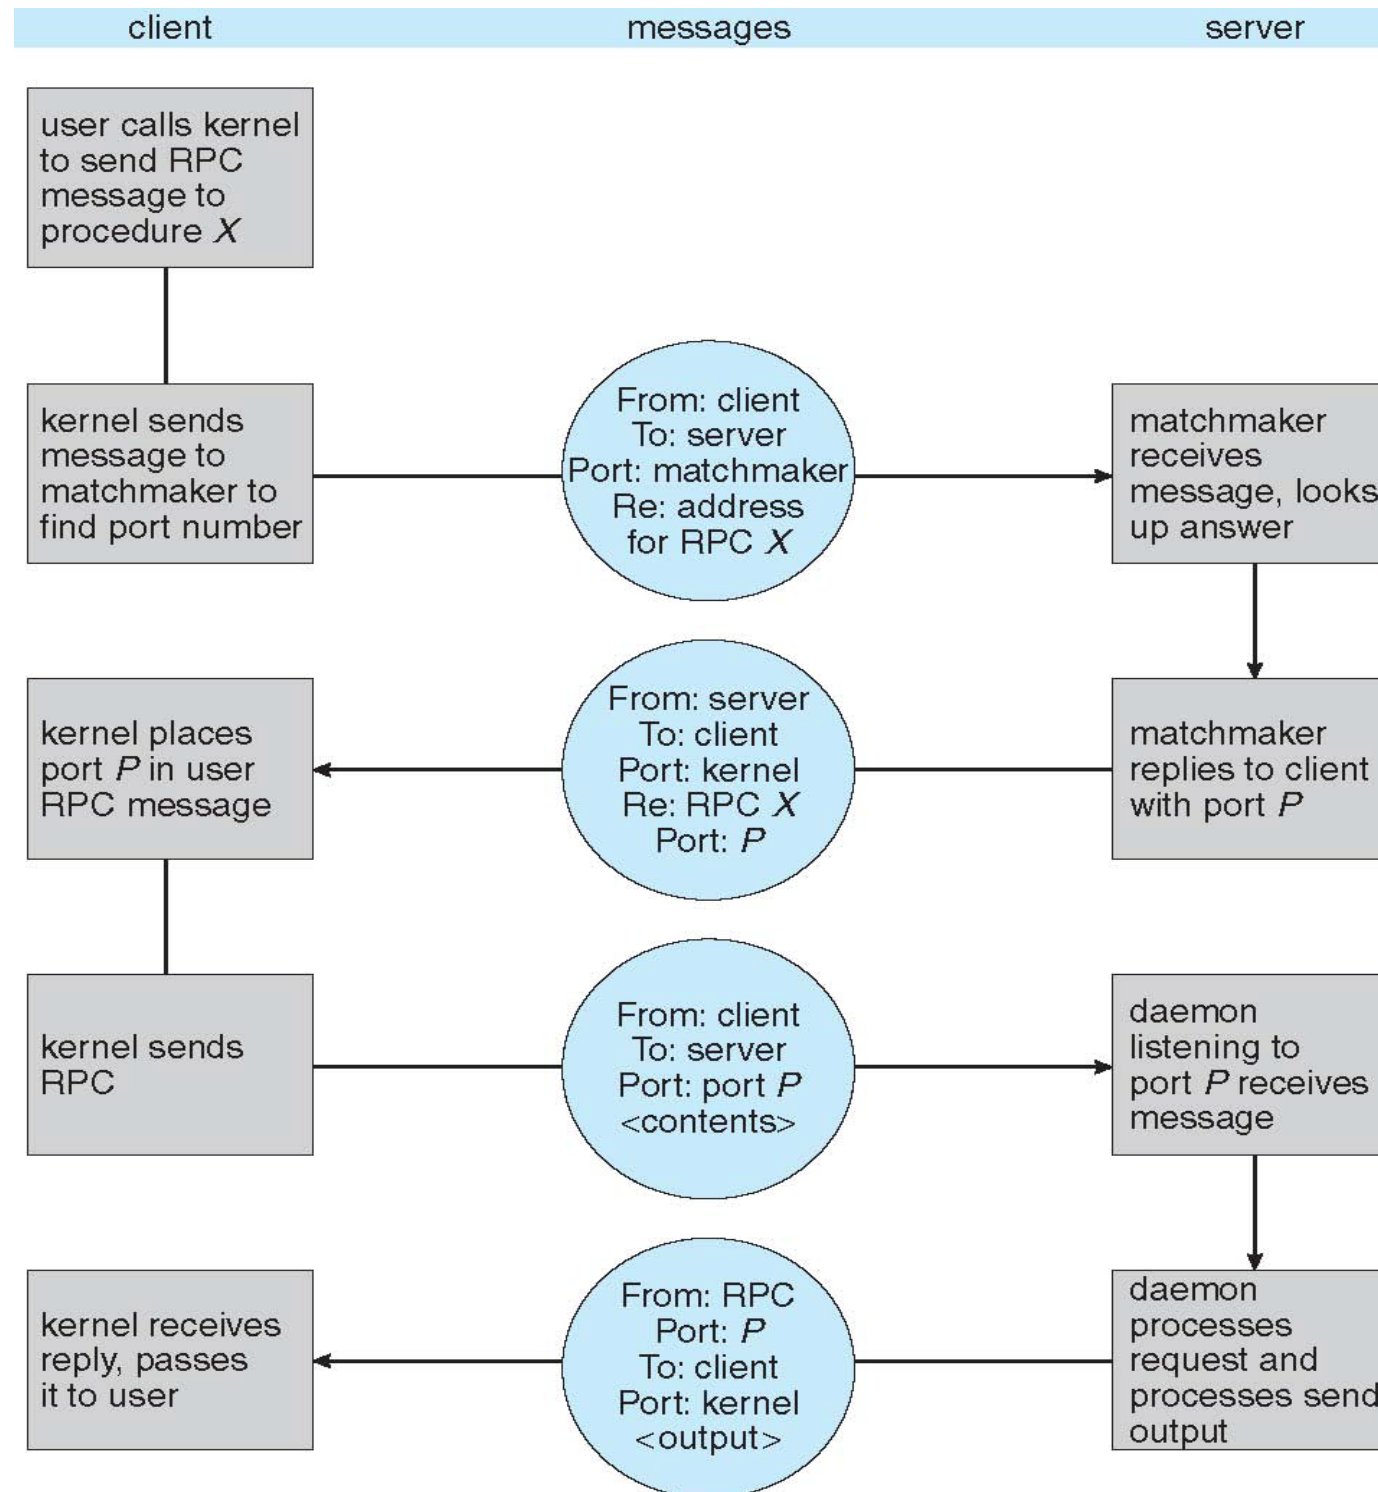 client
messages
server
user calls kernel
to send RPC
message to
procedure X
kernel sends
message to
matchmaker to
find port number
From: client
To: server
Port: matchmaker
Re: address
for RPC X
matchmaker
receives
message, looks
up answer
kernel places
port P in user
RPC message
From: server
To: client
Port: kernel
Re: RPC X
Port: P
matchmaker
replies to client
with port P
kernel sends
RPC
From: client
To: server
Port: port P
<contents>
daemon
listening to
port P receives
message
kernel receives
reply, passes
it to user
From: RPC
Port: P
To: client
Port: kernel
<output>
daemon
processes
request and
processes send
output